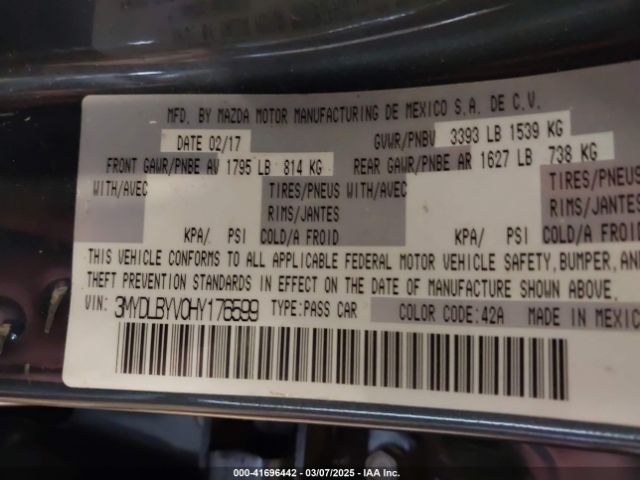 MFD. BY MAZDA MOTOR MANUFACTURING DE MEXICO S.A. DE C.V.
DATE 02/17 GVWR/PNBV 3393 LB 1539 KG
FRONT GAWR/PNBE AV 1795 LB 814 KG REAR GAWR/PNBE AR 1627 LB 738 KG
WITH/AVEC TIRES/PNEUS WITH/AVEC TIRES/PNEUS
RIMS/JANTES RIMS/JANTES
KPA/ PSI COLD/A FROID KPA/ PSI COLD/A FROID
THIS VEHICLE CONFORMS TO ALL APPLICABLE FEDERAL MOTOR VEHICLE SAFETY, BUMPER, AND
THEFT PREVENTION STANDARDS IN EFFECT ON THE DATE OF MANUFACTURE SHOWN ABOVE.
VIN: 3MYDLBYV0HY176599 TYPE:PASS CAR COLOR CODE:42A MADE IN MEXIC
000-41696442 - 03/07/2025 - IAA Inc.